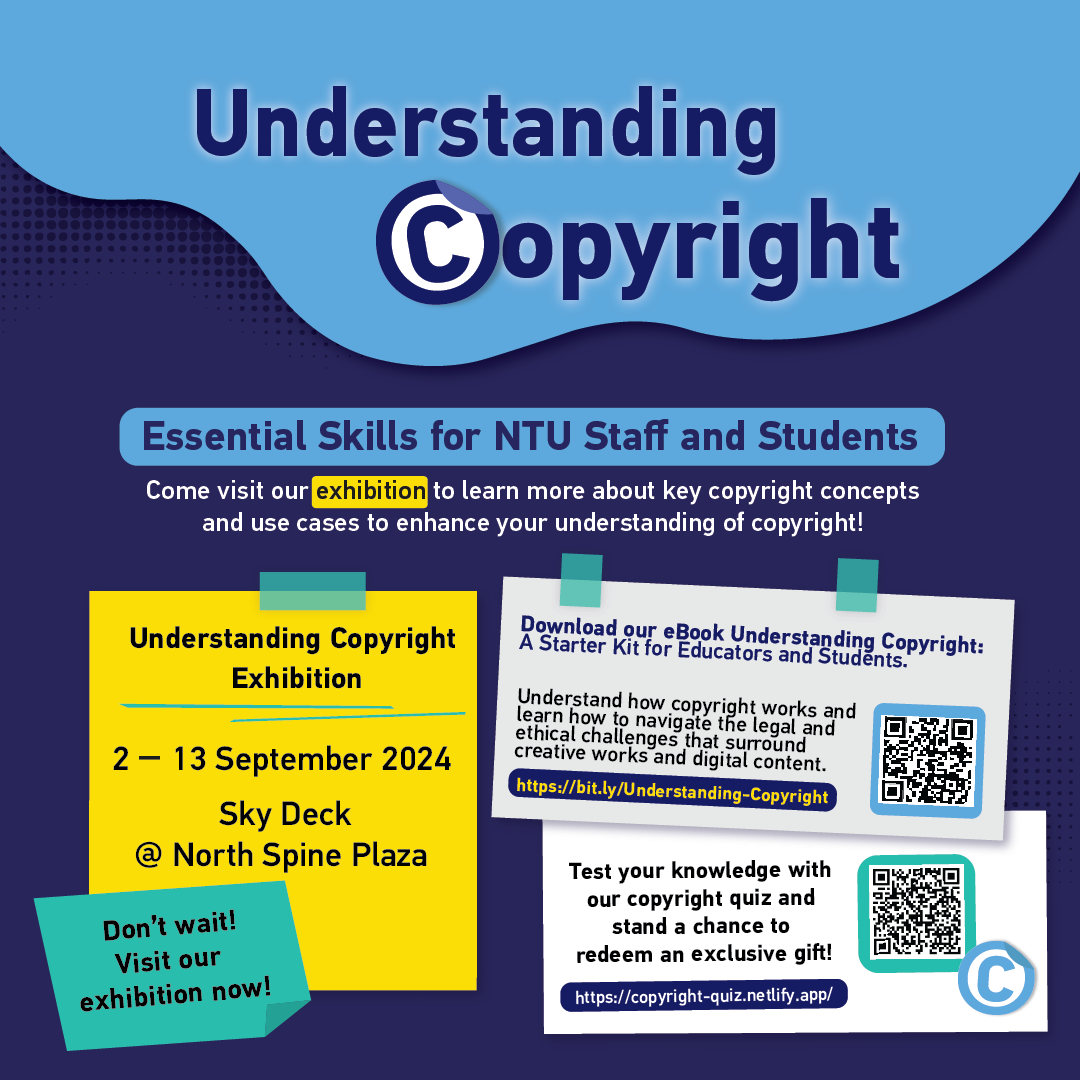 Understanding
Copyright
Essential Skills for NTU Staff and Students
Come visit our exhibition to learn more about key copyright concepts
and use cases to enhance your understanding of copyright!
Understanding Copyright
Exhibition
2 – 13 September 2024
Sky Deck
@ North Spine Plaza
Don't wait!
Visit our
exhibition now!
Download our eBook Understanding Copyright:
A Starter Kit for Educators and Students.
Understand how copyright works and
learn how to navigate the legal and
ethical challenges that surround
creative works and digital content.
https://bit.ly/Understanding-Copyright
Test your knowledge with
our copyright quiz and
stand a chance to
redeem an exclusive gift!
https://copyright-quiz.netlify.app/
C